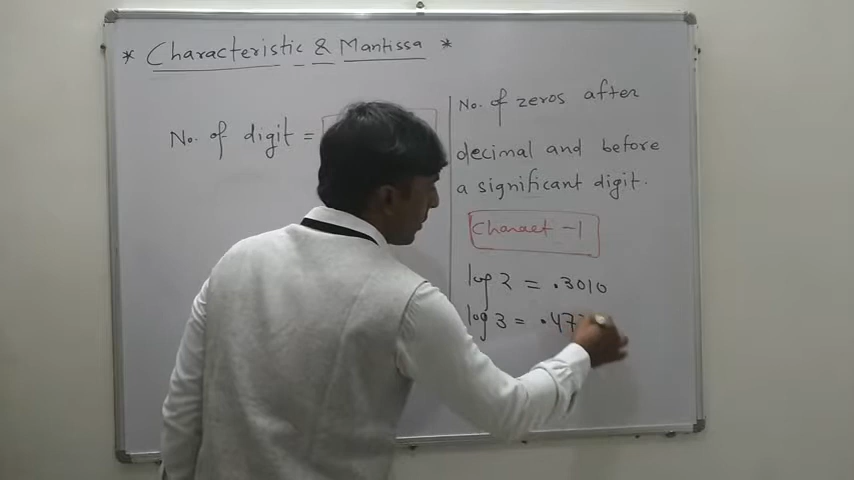 * Characteristic & Mantissa *
No. of digit =
No. of zeros after
decimal and before
a significant digit.
Charact -1
log 2 = .3010
log 3 = .47